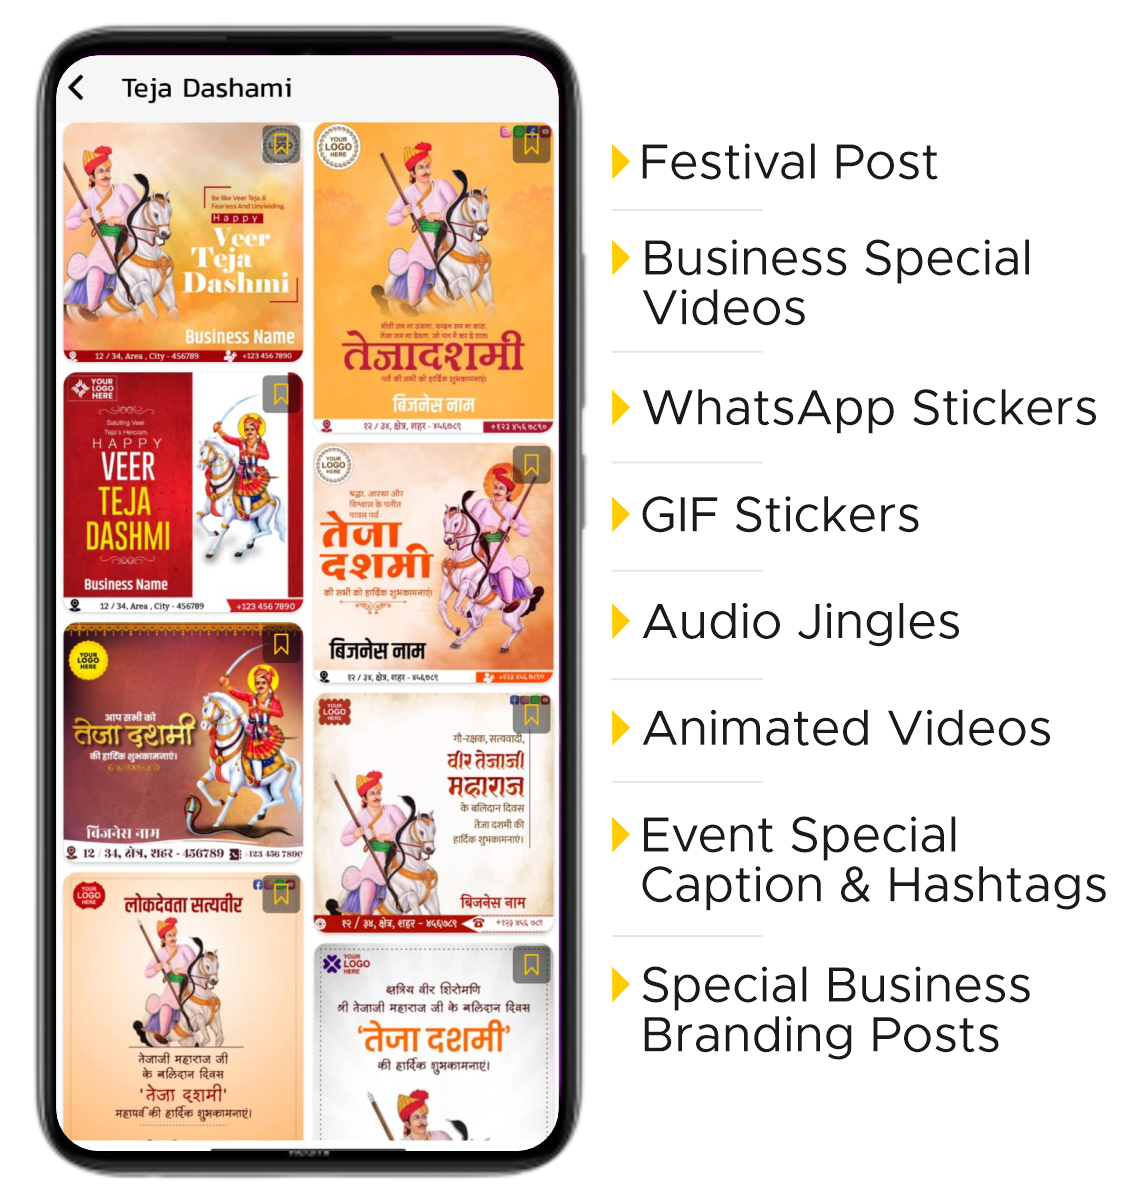 Teja Dashami
Be like Veer Teja Ji
Fearless And Unyielding.
Happy
Veer
Teja
Dashmi
Business Name
12 / 34, Area , City - 456789
+123 456 7890
YOUR
LOGO
HERE
तेजादशमी
पर्व की सभी को हार्दिक शुभकामनाएं
बिजनेस नाम
१२ / ३४, क्षेत्र, शहर - ४५६७८९
+१२३ ४५६ ७८९०
YOUR
LOGO
HERE
Saluting Veer
Teja's Heroism.
HAPPY
VEER
TEJA
DASHMI
Business Name
12 / 34, Area , City - 456789
+123 456 7890
YOUR
LOGO
HERE
श्रद्धा, आस्था और
विश्वास के प्रतीत
पावन पर्व
तेजा
दशमी
की सभी को हार्दिक शुभकामनाएं
बिजनेस नाम
१२ / ३४, क्षेत्र, शहर - ४५६७८९
+१२३ ४५६ ७८९०
YOUR
LOGO
HERE
आप सभी को
तेजा दशमी
की हार्दिक शुभकामनाएं।
बिजनेस नाम
12 / 34, क्षेत्र, शहर - 456789
+123 456 7890
YOUR
LOGO
HERE
गौ-रक्षक, सत्यवादी,
वीर तेजाजी
महाराज
के बलिदान दिवस
तेजा दशमी की
हार्दिक शुभकामनाएं।
बिजनेस नाम
१२ / ३४, क्षेत्र, शहर - ४५६७८९
YOUR
LOGO
HERE
लोकदेवता सत्यवीर
तेजाजी महाराज जी
के बलिदान दिवस
'तेजा दशमी'
महापर्व की हार्दिक शुभकामनाएं।
YOUR
LOGO
HERE
क्षत्रिय वीर शिरोमणि
श्री तेजाजी महाराज जी के बलिदान दिवस
'तेजा दशमी'
की हार्दिक शुभकामनाएं।
Festival Post
Business Special
Videos
WhatsApp Stickers
GIF Stickers
Audio Jingles
Animated Videos
Event Special
Caption & Hashtags
Special Business
Branding Posts